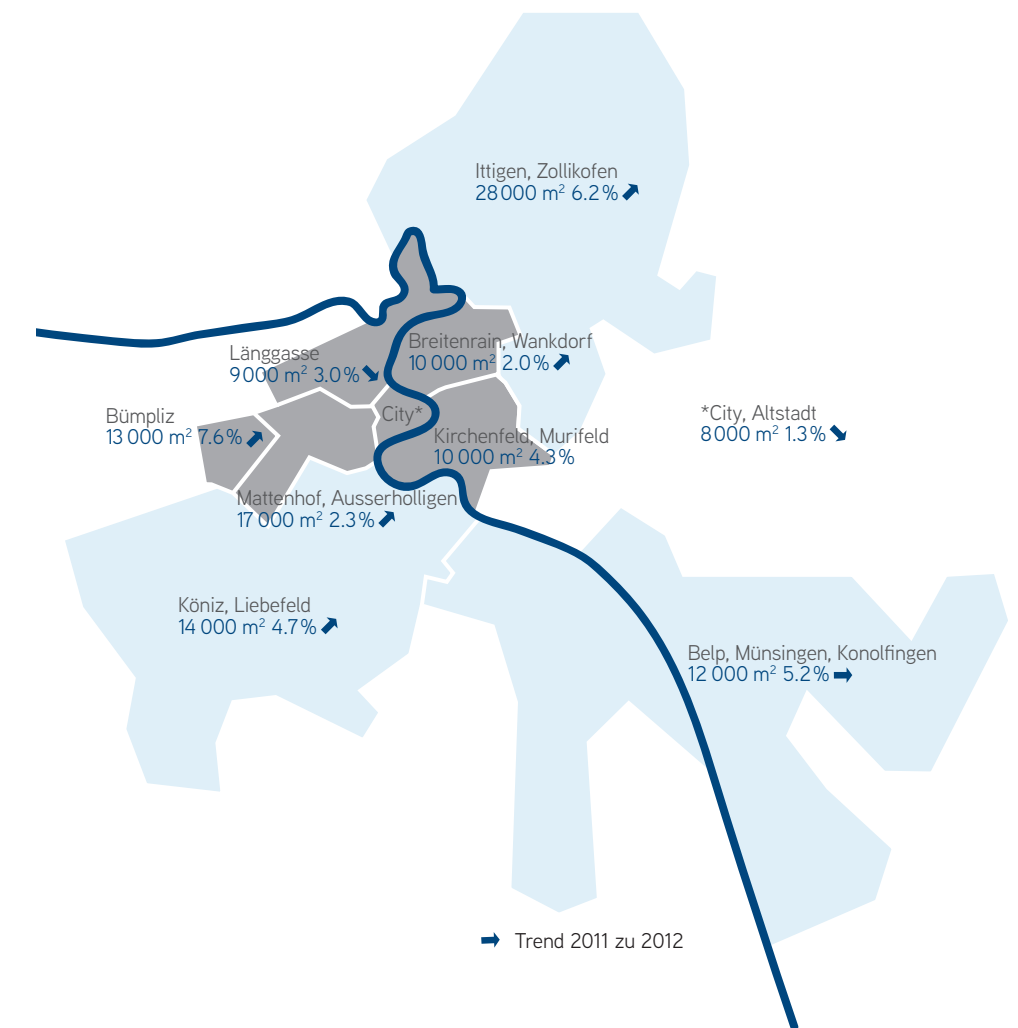 Ittigen, Zollikofen
28 000 m² 6.2 %
Breitenrain, Wankdorf
10 000 m² 2.0 %
Länggasse
9 000 m² 3.0 %
City*
*City, Altstadt
8 000 m² 1.3 %
Bümpliz
13 000 m² 7.6 %
Kirchenfeld, Murifeld
10 000 m² 4.3 %
Mattenhof, Ausserholligen
17 000 m² 2.3 %
Köniz, Liebefeld
14 000 m² 4.7 %
Belp, Münsingen, Konolfingen
12 000 m² 5.2 %
Trend 2011 zu 2012